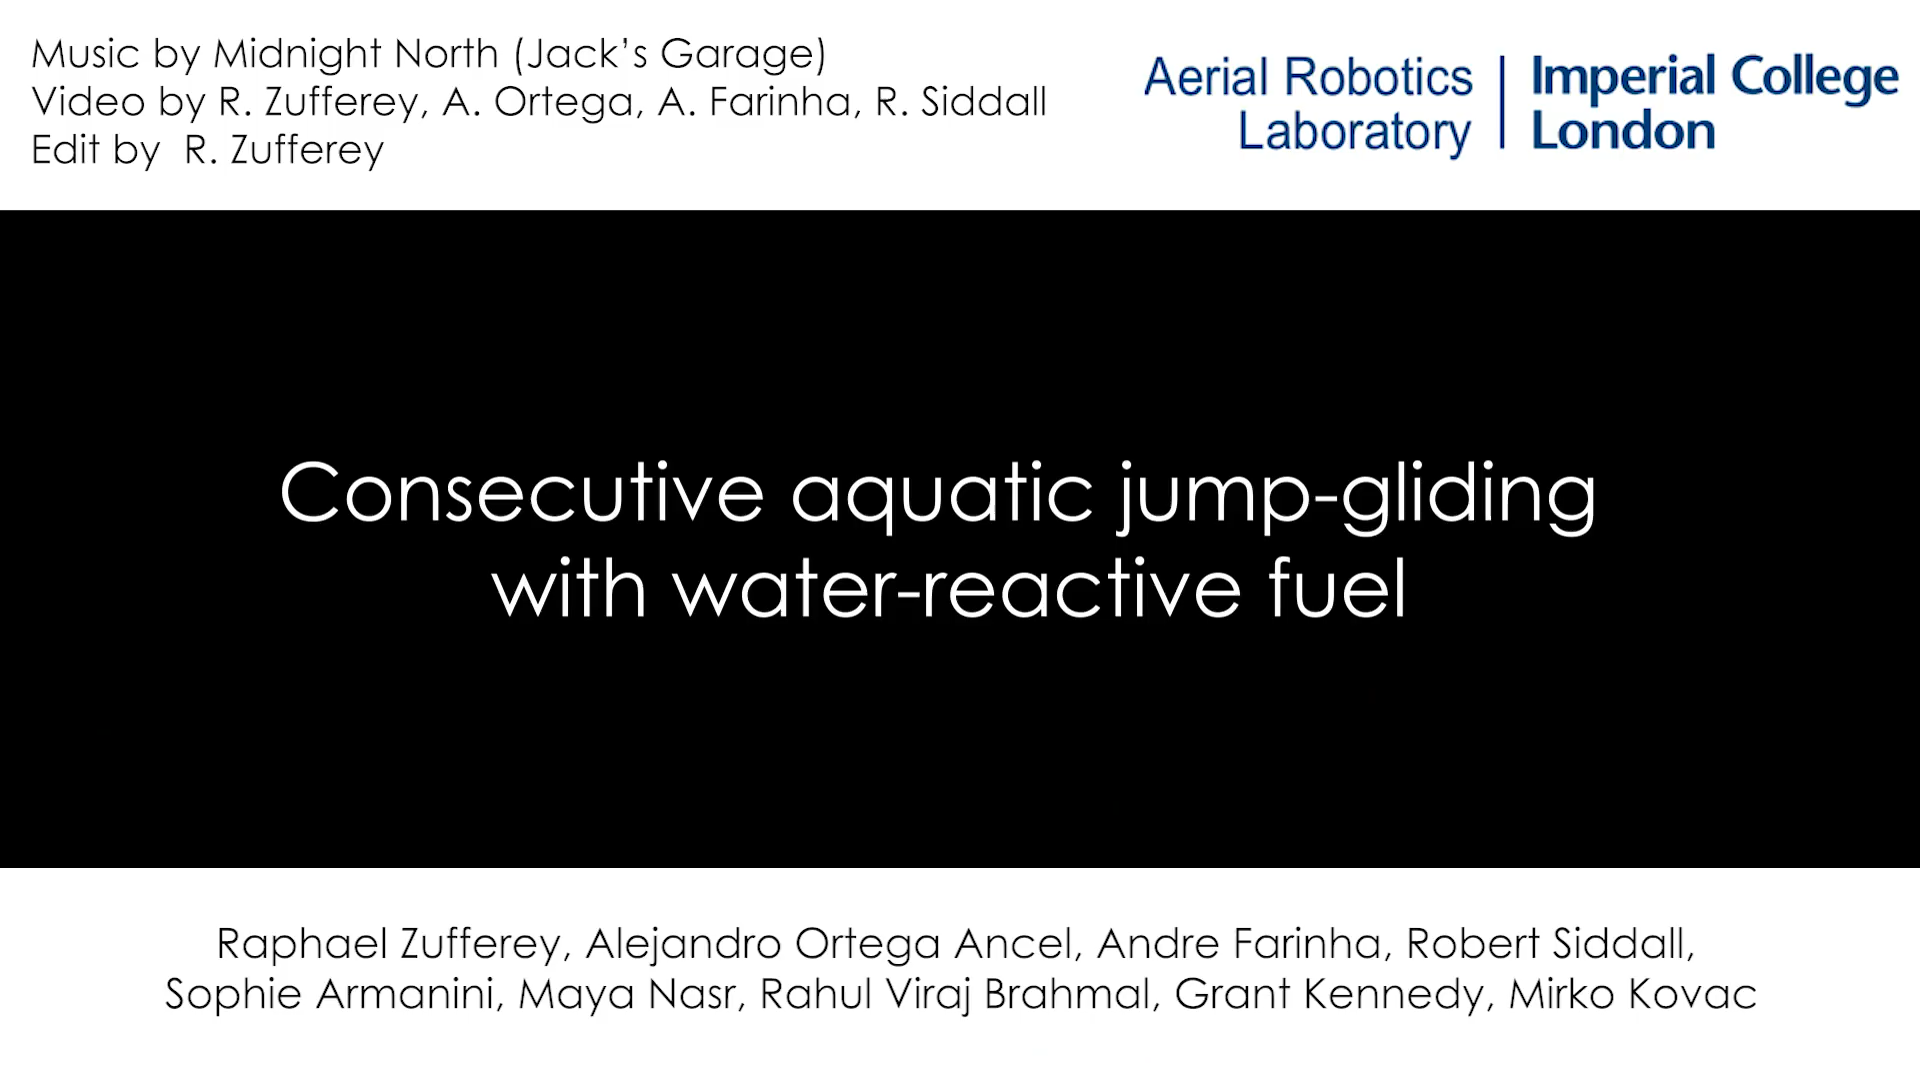 Music by Midnight North (Jack’s Garage)
Video by R. Zufferey, A. Ortega, A. Farinha, R. Siddall
Edit by  R. Zufferey
Aerial Robotics
Laboratory
Imperial College
London
Consecutive aquatic jump-gliding
with water-reactive fuel
Raphael Zufferey, Alejandro Ortega Ancel, Andre Farinha, Robert Siddall,
Sophie Armanini, Maya Nasr, Rahul Viraj Brahmal, Grant Kennedy, Mirko Kovac